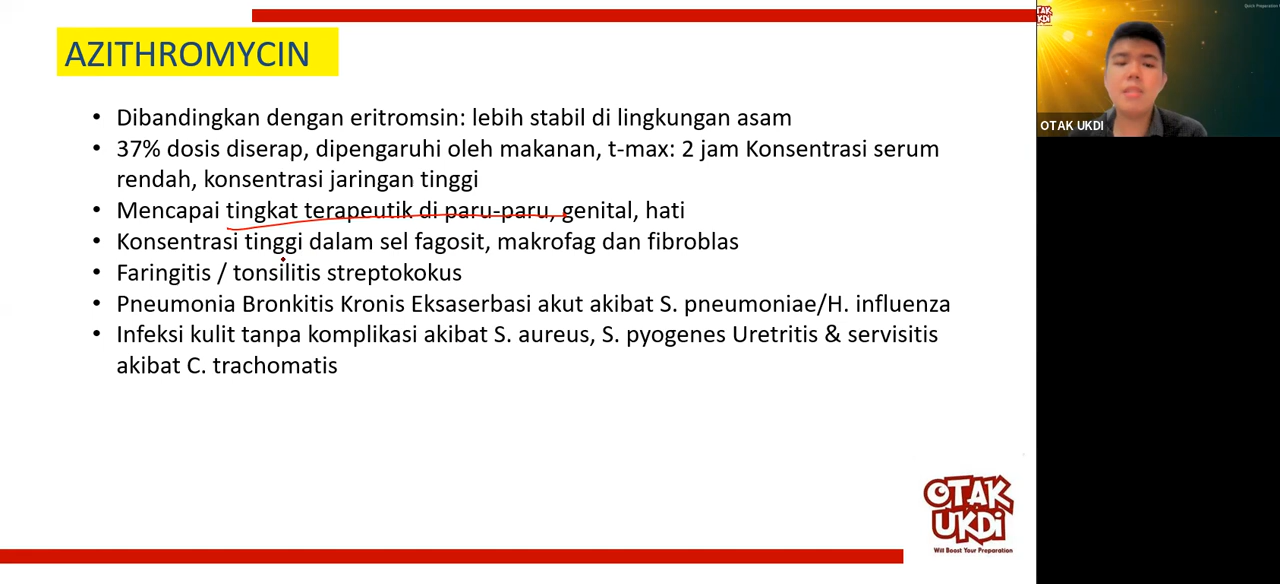 AZITHROMYCIN
• Dibandingkan dengan eritromsin: lebih stabil di lingkungan asam
• 37% dosis diserap, dipengaruhi oleh makanan, t-max: 2 jam Konsentrasi serum
rendah, konsentrasi jaringan tinggi
• Mencapai tingkat terapeutik di paru-paru, genital, hati
• Konsentrasi tinggi dalam sel fagosit, makrofag dan fibroblas
• Faringitis / tonsilitis streptokokus
• Pneumonia Bronkitis Kronis Eksaserbasi akut akibat S. pneumoniae/H. influenza
• Infeksi kulit tanpa komplikasi akibat S. aureus, S. pyogenes Uretritis & servisitis
akibat C. trachomatis
OTAK UKDI
OTAK
UKDi
Will Boost Your Preparation